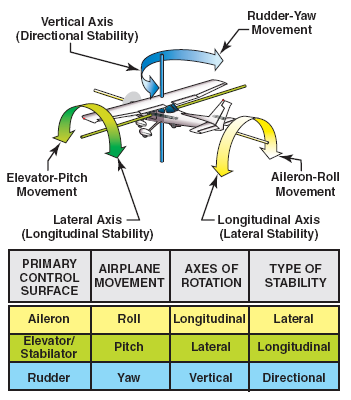 Vertical Axis
(Directional Stability)
Rudder-Yaw
Movement
Elevator-Pitch
Movement
Aileron-Roll
Movement
Lateral Axis
(Longitudinal Stability)
Longitudinal Axis
(Lateral Stability)
PRIMARY
CONTROL
SURFACE
AIRPLANE
MOVEMENT
AXES OF
ROTATION
TYPE OF
STABILITY
Aileron Roll Longitudinal Lateral
Elevator/
Stabilator Pitch Lateral Longitudinal
Rudder Yaw Vertical Directional